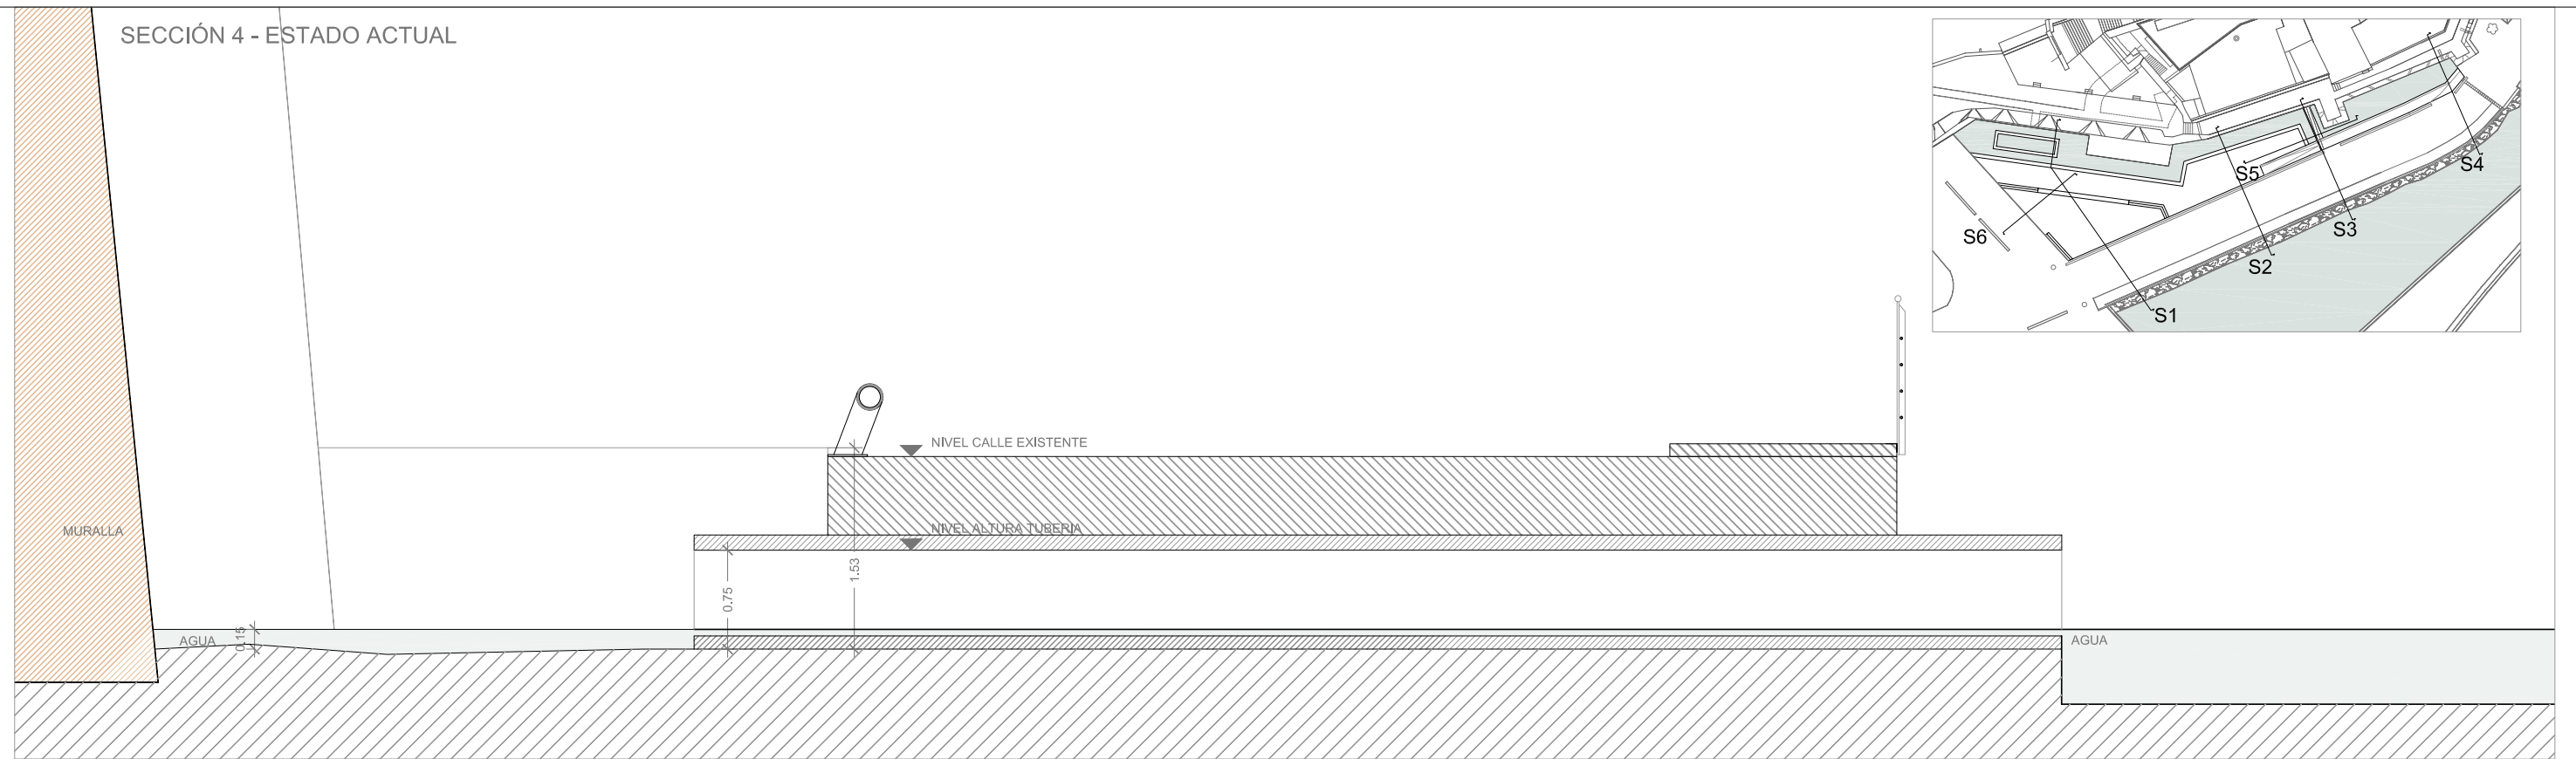 SECCIÓN 4 - ESTADO ACTUAL
S5
S4
S6
S3
S2
S1
NIVEL CALLE EXISTENTE
MURALLA
NIVEL ALTURA TUBERIA
1.53
0.75
0.15
AGUA
AGUA